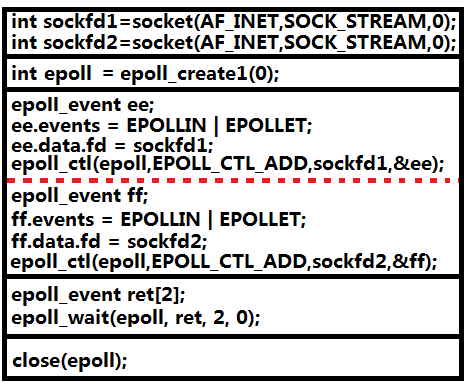 int sockfd1=socket(AF_INET,SOCK_STREAM,0);
int sockfd2=socket(AF_INET,SOCK_STREAM,0);
int epoll = epoll_create1(0);
epoll_event ee;
ee.events = EPOLLIN | EPOLLET;
ee.data.fd = sockfd1;
epoll_ctl(epoll,EPOLL_CTL_ADD,sockfd1,&ee);
epoll_event ff;
ff.events = EPOLLIN | EPOLLET;
ff.data.fd = sockfd2;
epoll_ctl(epoll,EPOLL_CTL_ADD,sockfd2,&ff);
epoll_event ret[2];
epoll_wait(epoll, ret, 2, 0);
close(epoll);